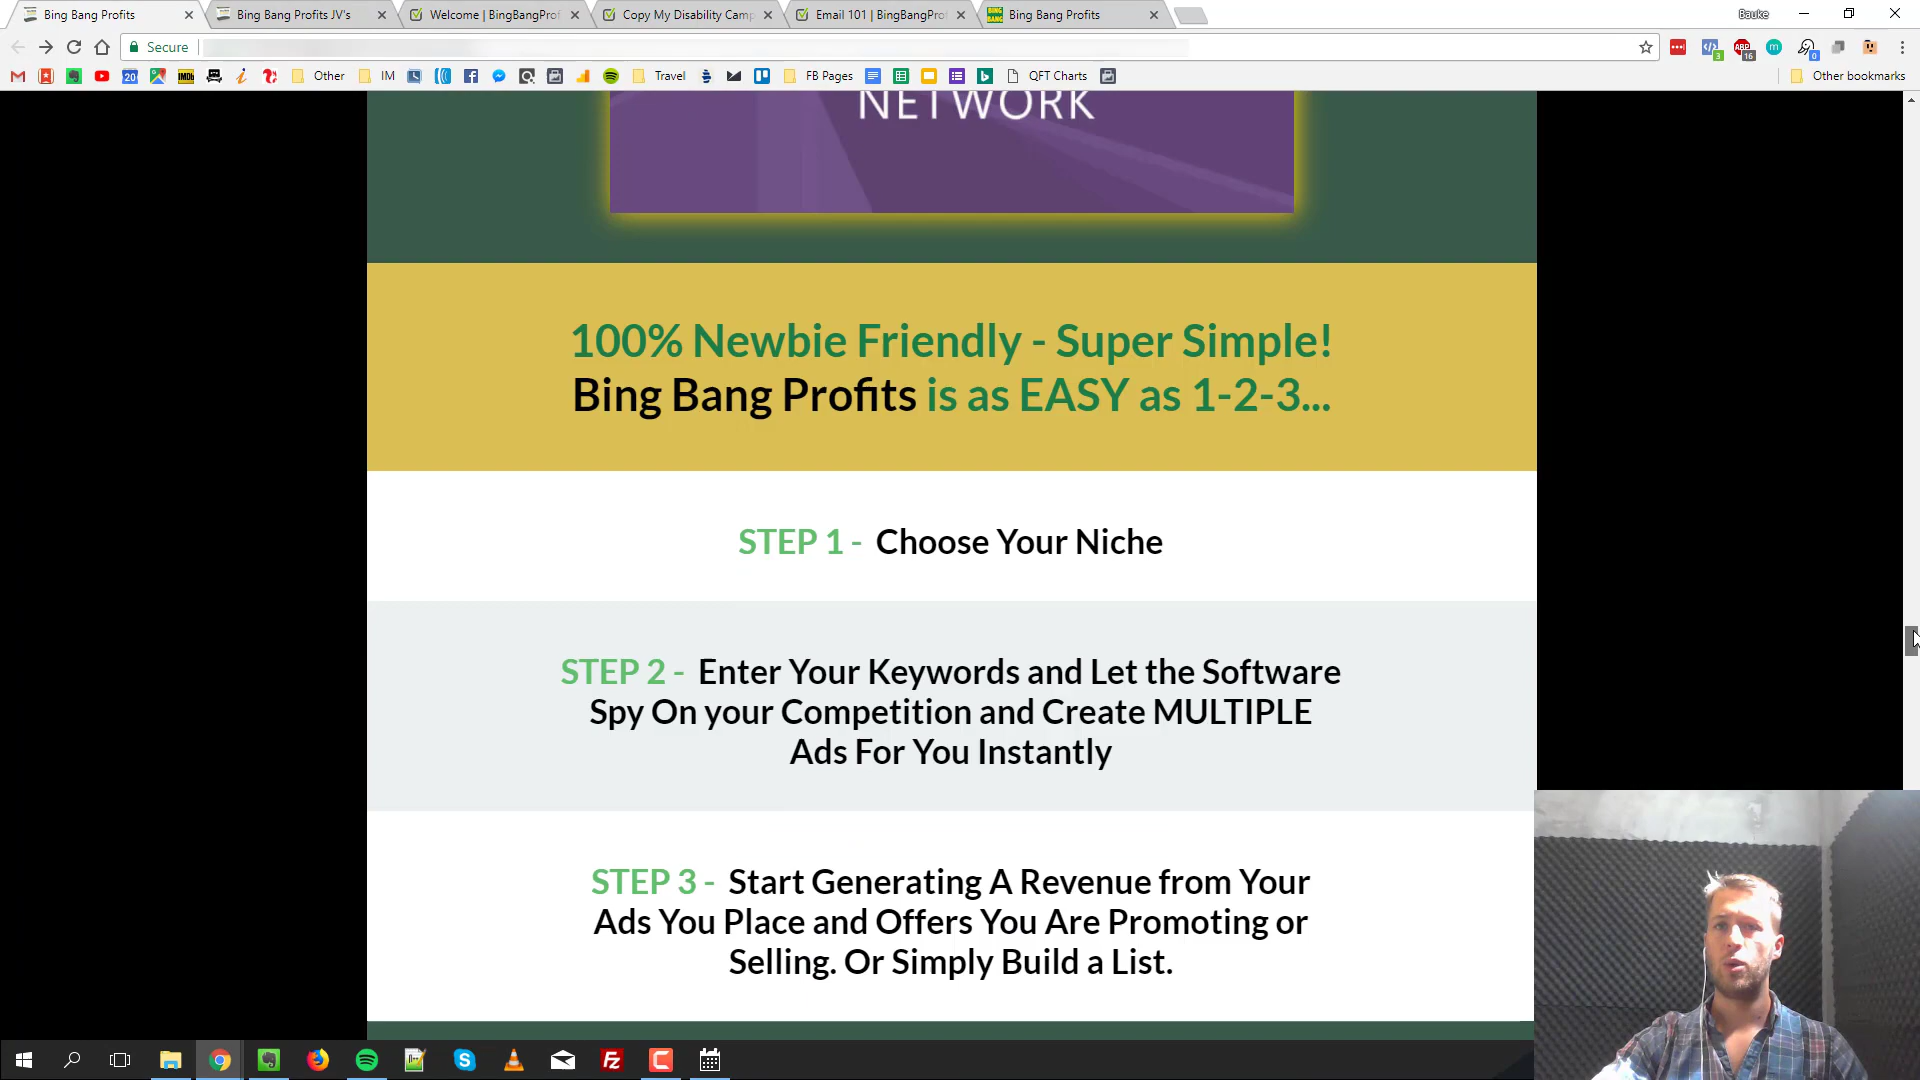 Bing Bang Profits
Bing Bang Profits JV's
Welcome | BingBangProf
Copy My Disability Camp
Email 101 | BingBangPro
Bing Bang Profits
Bauke
Secure
Other
IM
Travel
FB Pages
QFT Charts
Other bookmarks
NETWORK
100% Newbie Friendly - Super Simple!
Bing Bang Profits is as EASY as 1-2-3...
STEP 1 - Choose Your Niche
STEP 2 - Enter Your Keywords and Let the Software
Spy On your Competition and Create MULTIPLE
Ads For You Instantly
STEP 3 - Start Generating A Revenue from Your
Ads You Place and Offers You Are Promoting or
Selling. Or Simply Build a List.